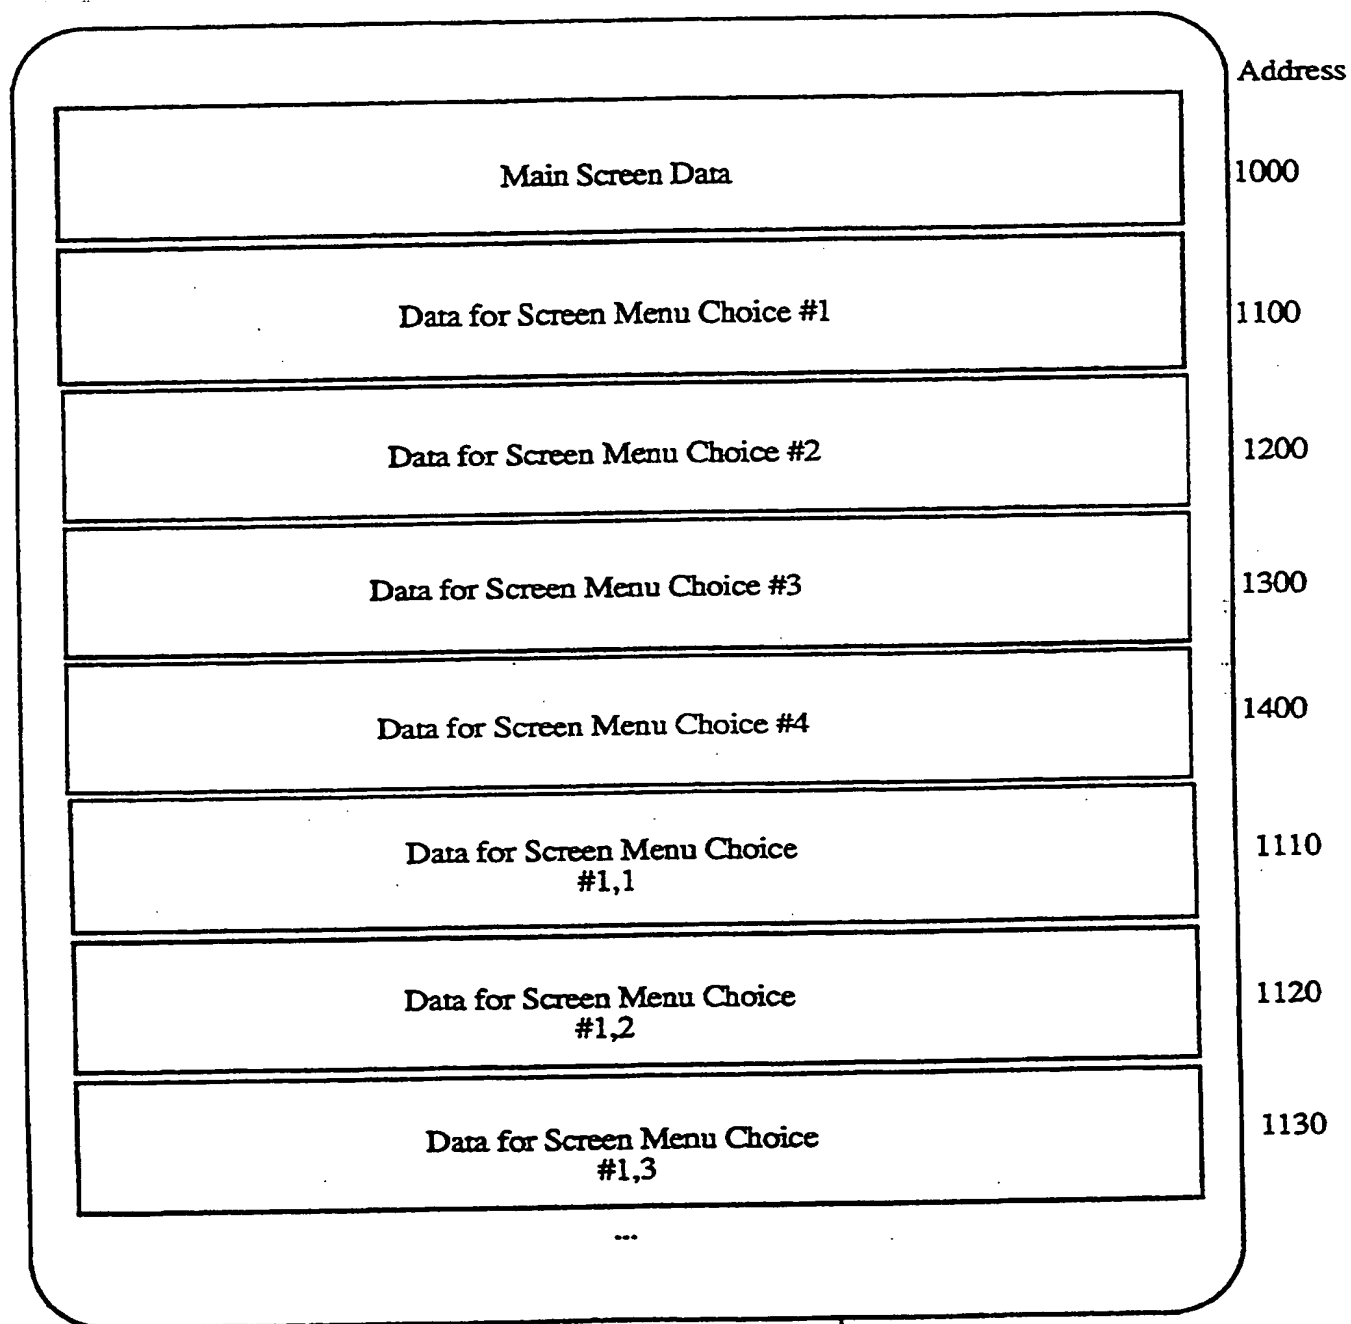 Address
Main Screen Data
1000
Data for Screen Menu Choice #1
1100
Data for Screen Menu Choice #2
1200
Data for Screen Menu Choice #3
1300
Data for Screen Menu Choice #4
1400
Data for Screen Menu Choice
#1,1
1110
Data for Screen Menu Choice
#1,2
1120
Data for Screen Menu Choice
#1,3
1130
...